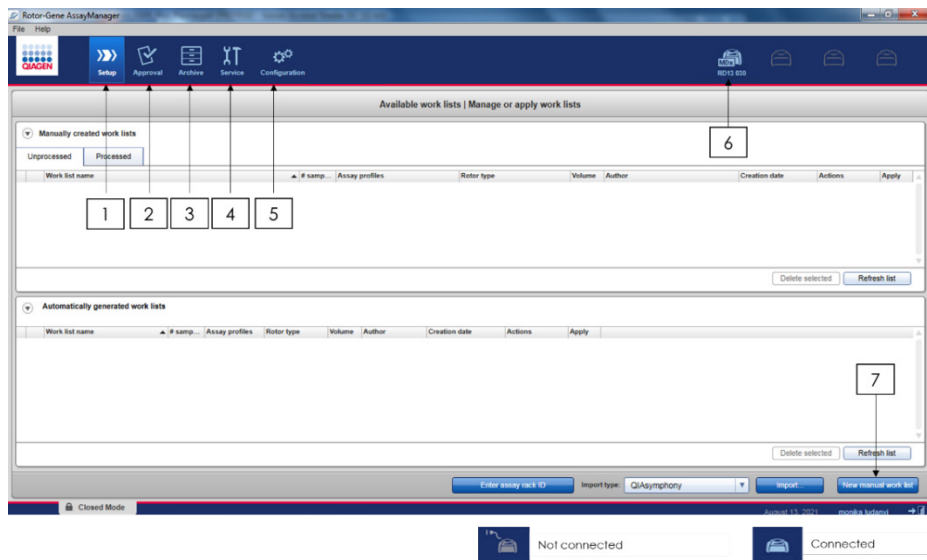 Rotor-Gene AssayManager
File Help
QIAGEN
Setup Approval Archive Service Configuration
RD13 030
Available work lists | Manage or apply work lists
Manually created work lists
6
Unprocessed Processed
Work list name # samp... Assay profiles Rotor type Volume Author Creation date Actions Apply
1 2 3 4 5
Delete selected Refresh list
Automatically generated work lists
Work list name # samp... Assay profiles Rotor type Volume Author Creation date Actions Apply
7
Delete selected Refresh list
Enter assay rack ID Import type: QIAsymphony Import... New manual work list
Closed Mode August 13, 2021 monika ludanyi
Not connected Connected